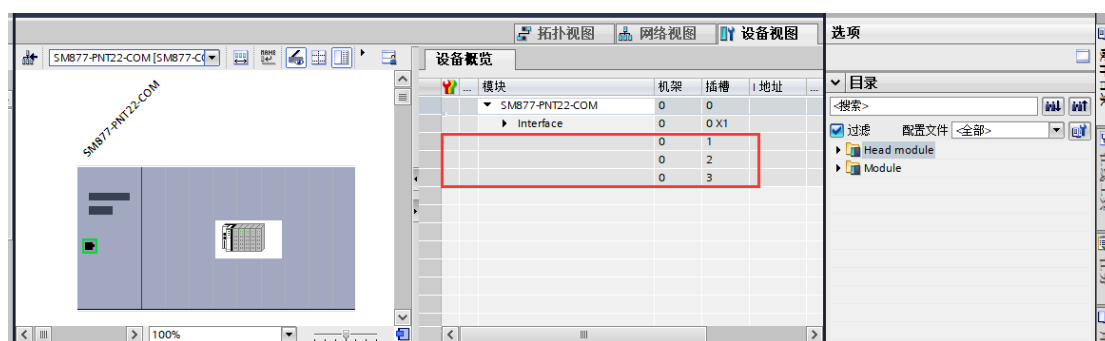 拓扑视图 网络视图 设备视图 选项
SM877-PNT22-COM [SM877-C
设备概览
SM877-PNT22-COM
目录
... 模块 机架 插槽 I 地址 ...
SM877-PNT22-COM 0 0
<搜索>
Interface 0 0 X1
过滤 配置文件 <全部>
0 1
Head module
0 2
Module
0 3
100%